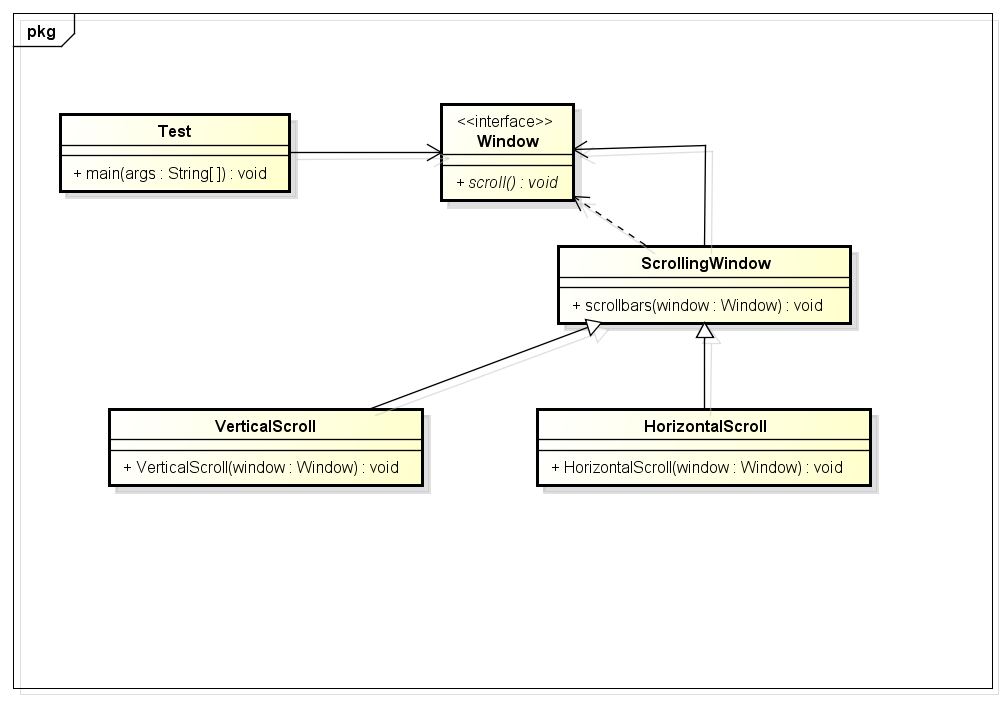 pkg
Test
+ main(args : String[ ]) : void
<<interface>>
Window
+ scroll() : void
ScrollingWindow
+ scrollbars(window : Window) : void
VerticalScroll
+ VerticalScroll(window : Window) : void
HorizontalScroll
+ HorizontalScroll(window : Window) : void